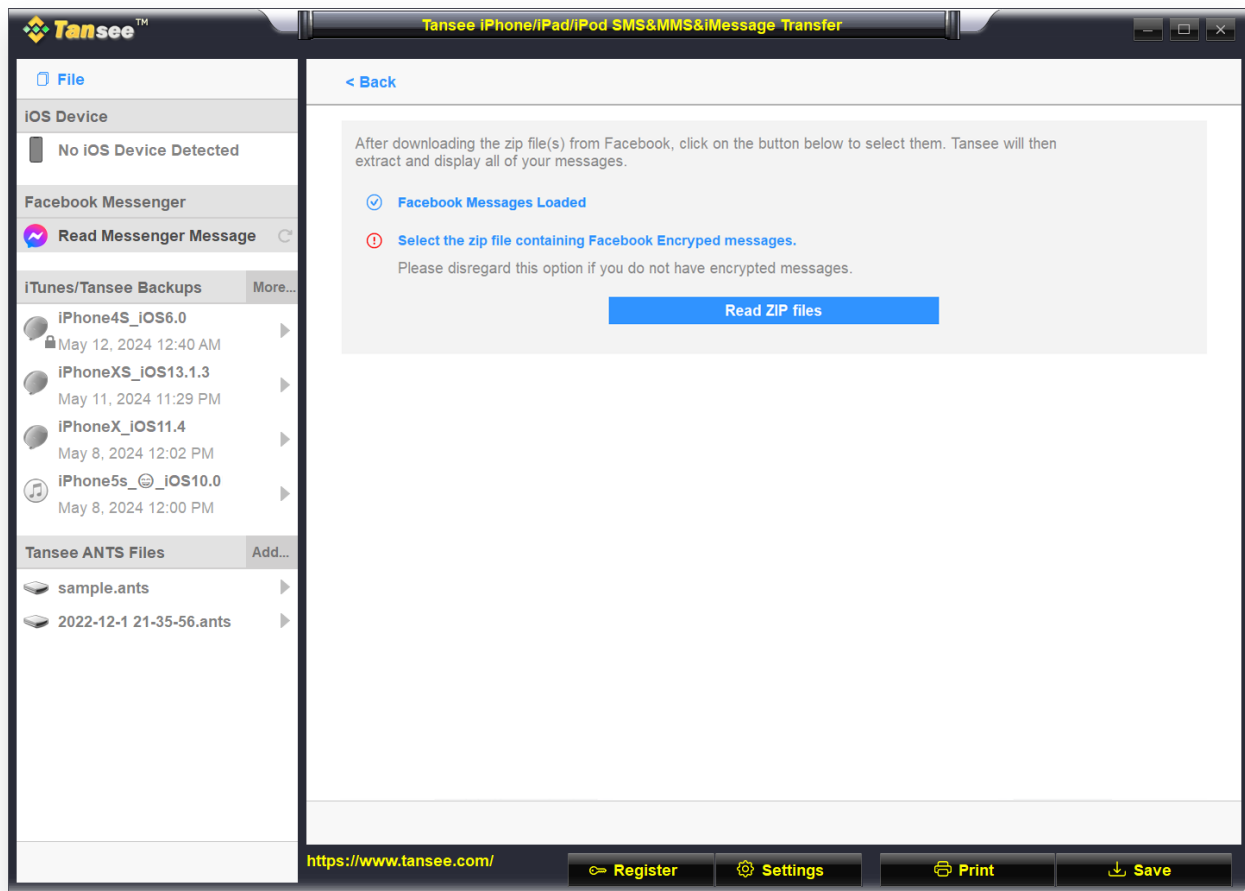 Tansee™
Tansee iPhone/iPad/iPod SMS&MMS&iMessage Transfer
File
iOS Device
No iOS Device Detected
Facebook Messenger
Read Messenger Message
iTunes/Tansee Backups More...
iPhone4S_iOS6.0
May 12, 2024 12:40 AM
iPhoneXS_iOS13.1.3
May 11, 2024 11:29 PM
iPhoneX_iOS11.4
May 8, 2024 12:02 PM
iPhone5s_😄_iOS10.0
May 8, 2024 12:00 PM
Tansee ANTS Files Add...
sample.ants
2022-12-1 21-35-56.ants
< Back
After downloading the zip file(s) from Facebook, click on the button below to select them. Tansee will then
extract and display all of your messages.
Facebook Messages Loaded
Select the zip file containing Facebook Encryped messages.
Please disregard this option if you do not have encrypted messages.
Read ZIP files
https://www.tansee.com/
Register
Settings
Print
Save